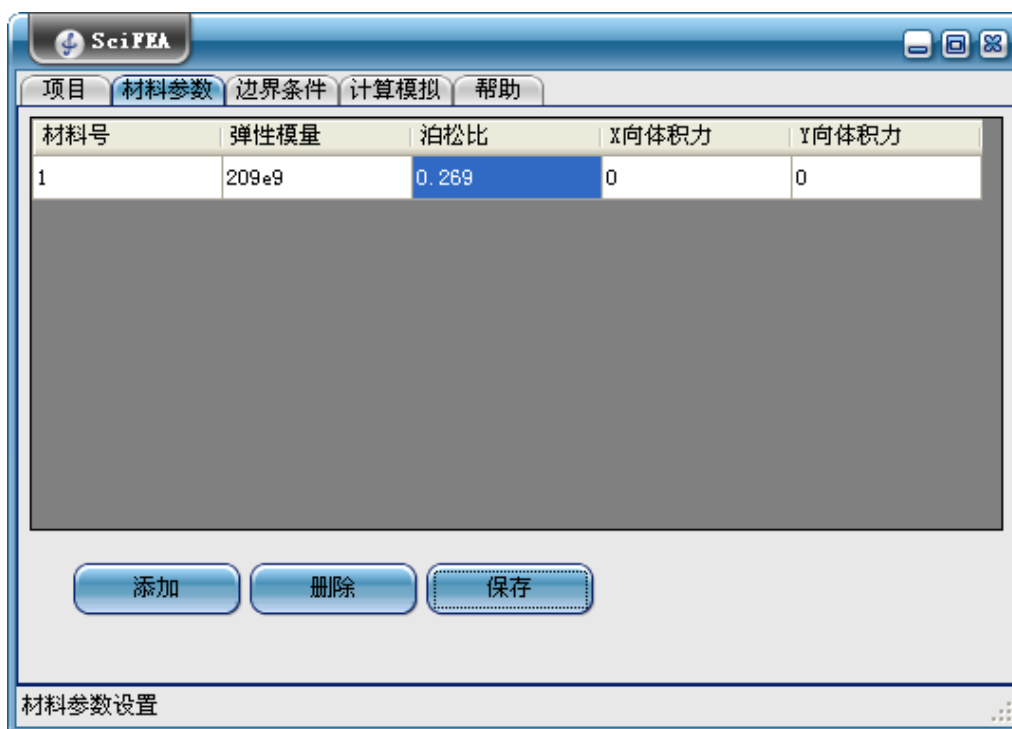 SciFEA
项目 材料参数 边界条件 计算模拟 帮助
材料号 弹性模量 泊松比 X向体积力 Y向体积力
1 209e9 0.269 0 0
添加 删除 保存
材料参数设置